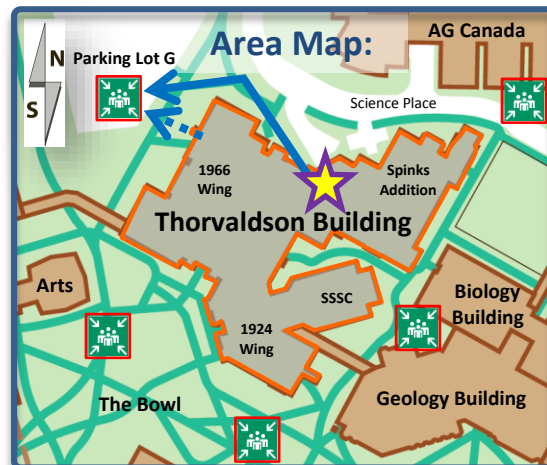 Area Map:
AG Canada
N
Parking Lot G
S
Science Place
1966
Wing
Spinks
Addition
Thorvaldson Building
Arts
SSSC
Biology
Building
1924
Wing
The Bowl
Geology Building